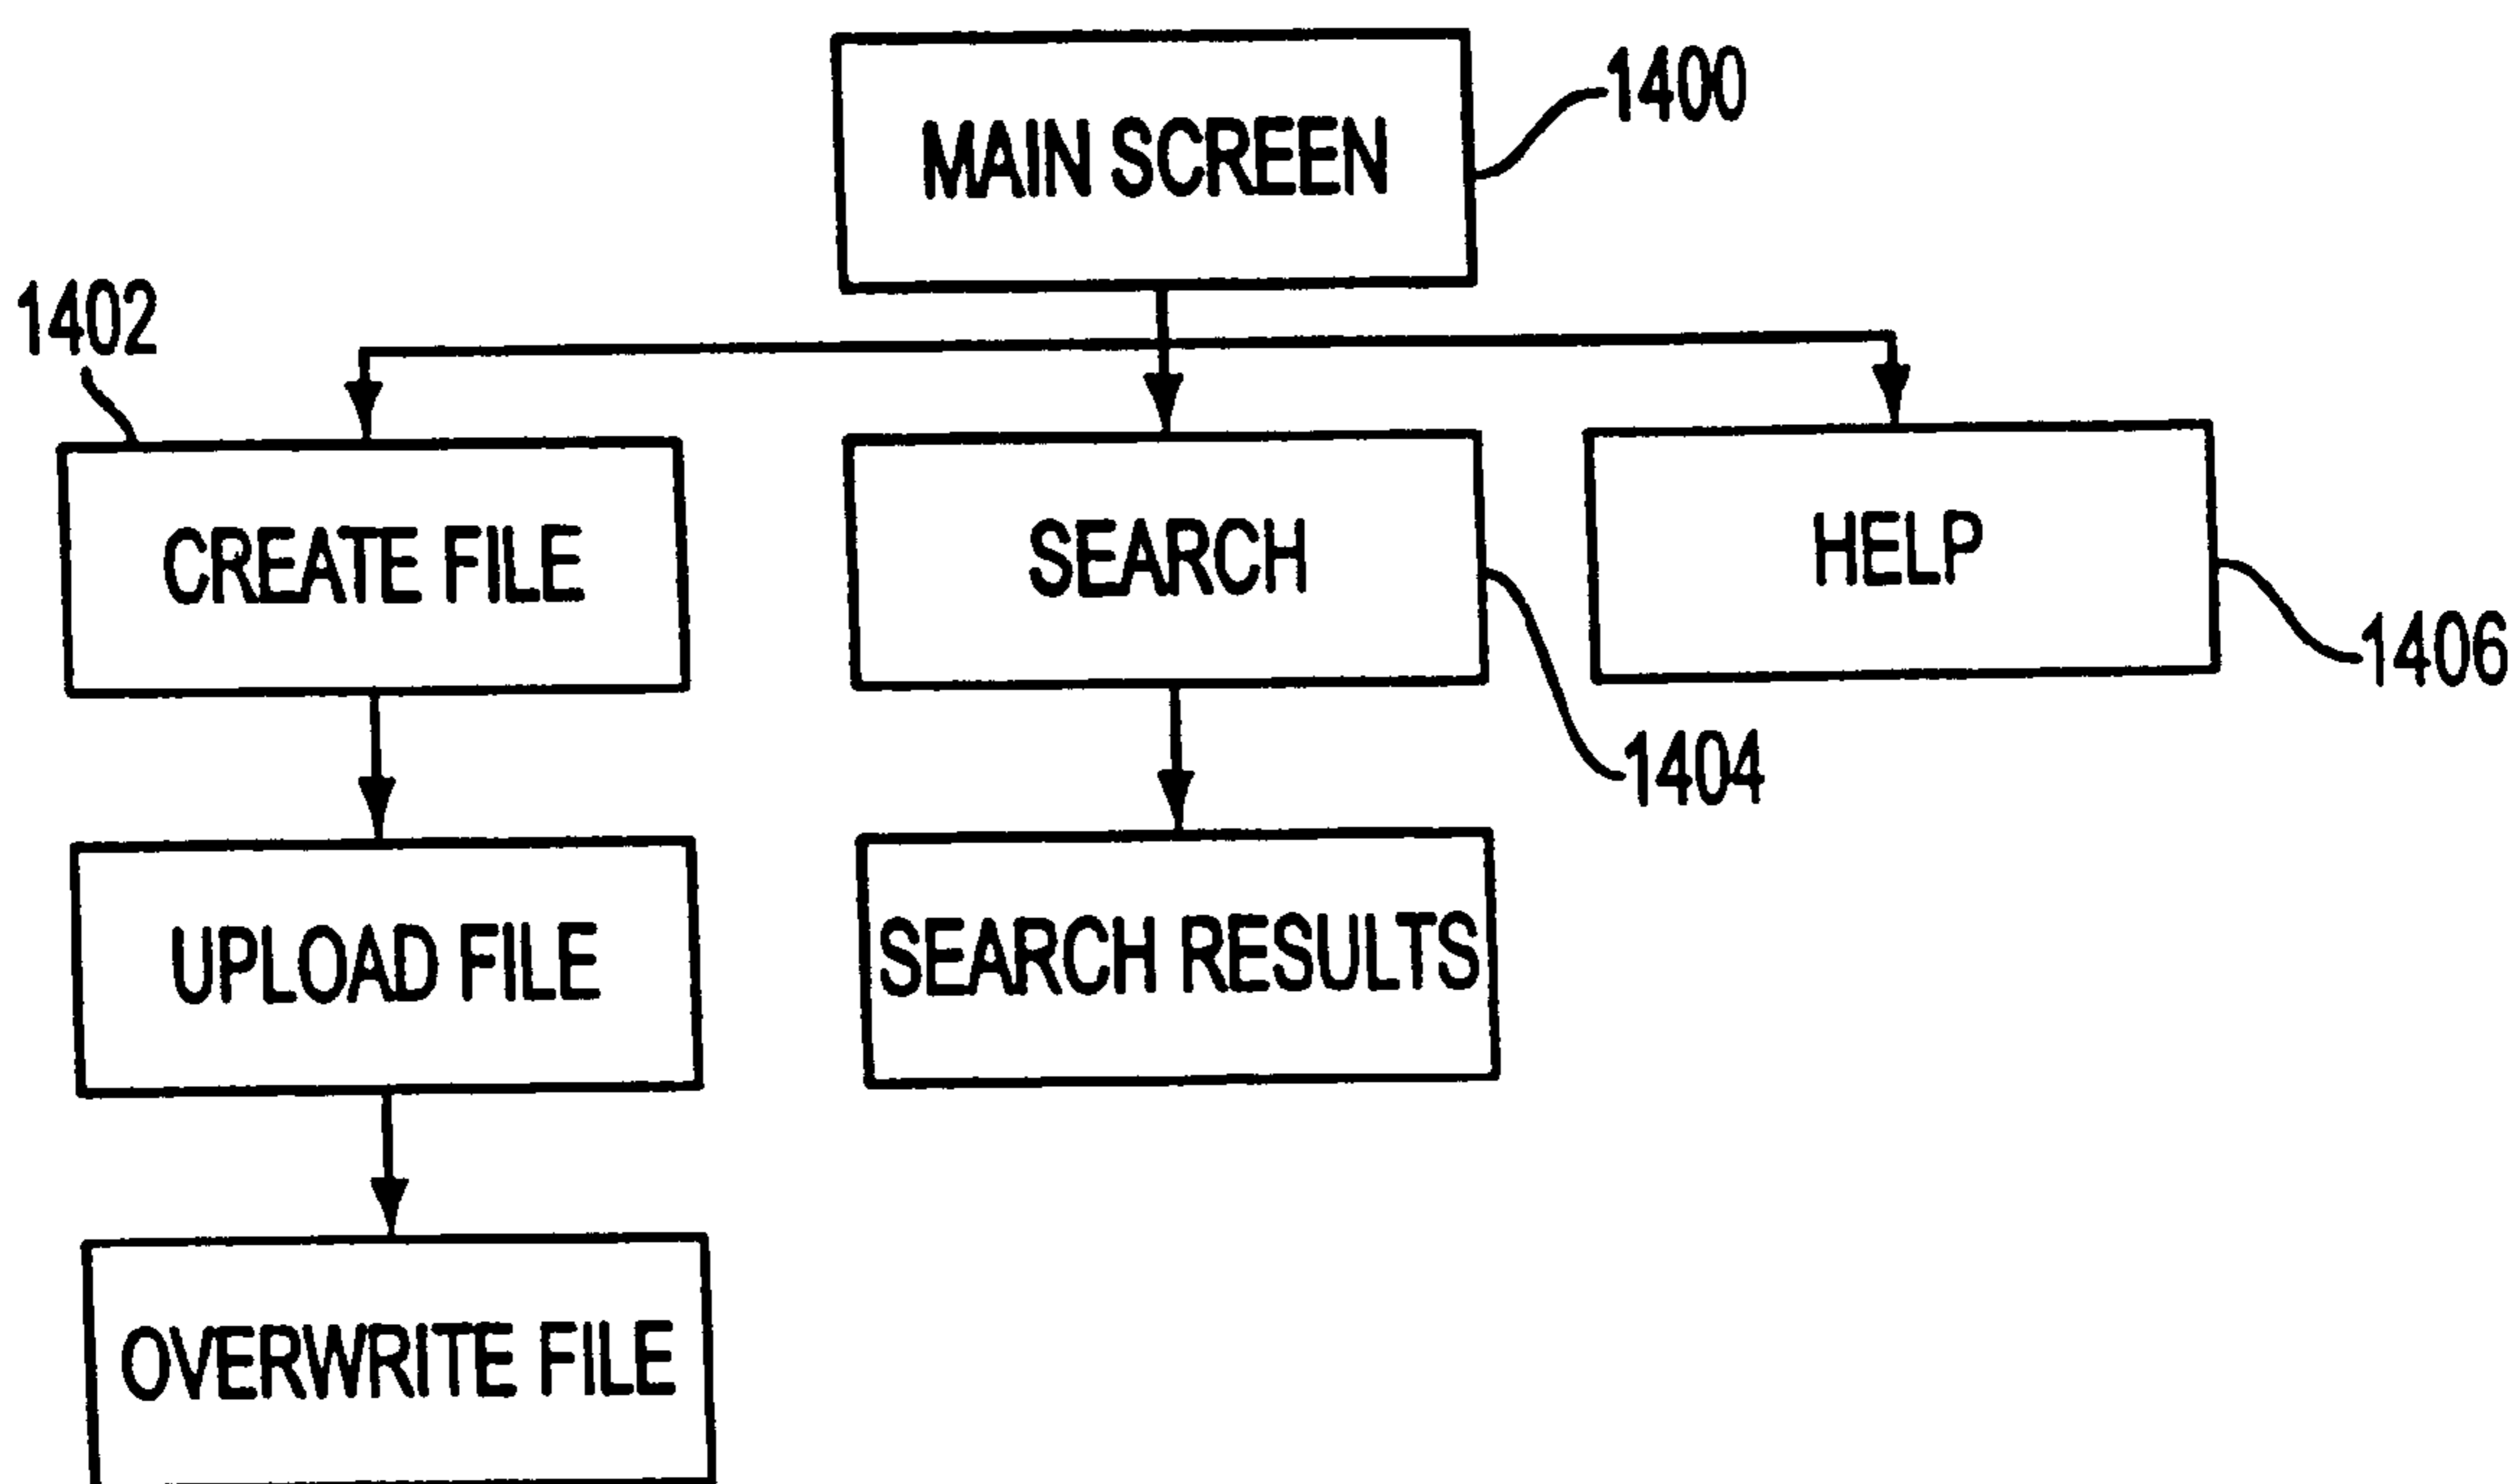 MAIN SCREEN
1400
1402
CREATE FILE
SEARCH
HELP
1406
1404
UPLOAD FILE
SEARCH RESULTS
OVERWRITE FILE